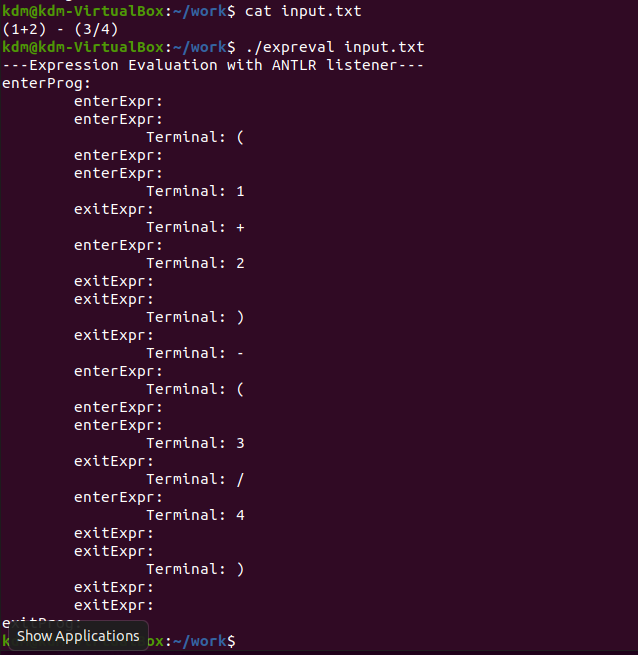 kdm@kdm-VirtualBox:~/work$ cat input.txt
(1+2) - (3/4)
kdm@kdm-VirtualBox:~/work$ ./expreval input.txt
---Expression Evaluation with ANTLR listener---
enterProg:
enterExpr:
enterExpr:
Terminal: (
enterExpr:
enterExpr:
Terminal: 1
exitExpr:
Terminal: +
enterExpr:
Terminal: 2
exitExpr:
exitExpr:
Terminal: )
exitExpr:
Terminal: -
enterExpr:
Terminal: (
enterExpr:
enterExpr:
Terminal: 3
exitExpr:
Terminal: /
enterExpr:
Terminal: 4
exitExpr:
exitExpr:
Terminal: )
exitExpr:
exitExpr:
Show Applications
ox:~/work$